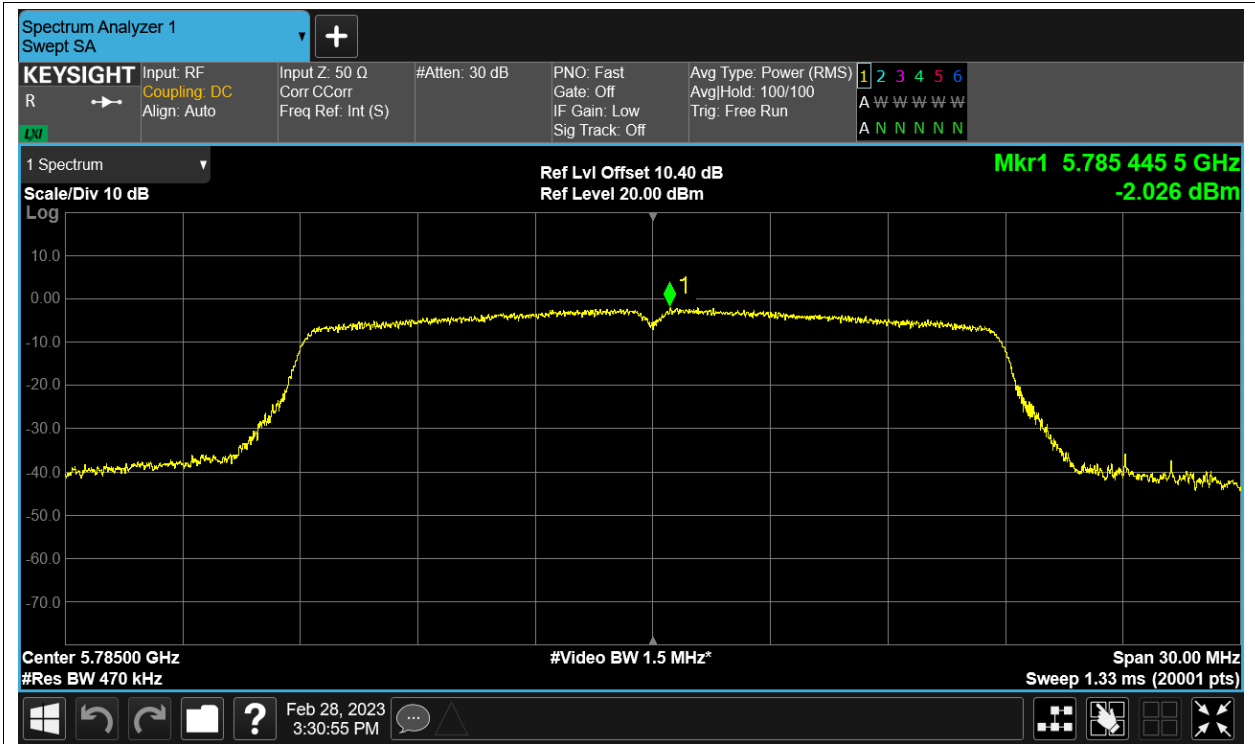 Spectrum Analyzer 1
Swept SA
KEYSIGHT
R
LXI
Input: RF
Coupling: DC
Align: Auto
Input Z: 50 Ω
Corr CCorr
Freq Ref: Int (S)
#Atten: 30 dB
PNO: Fast
Gate: Off
IF Gain: Low
Sig Track: Off
Avg Type: Power (RMS)
Avg|Hold: 100/100
Trig: Free Run
1 2 3 4 5 6
A W W W W W
A N N N N N
1 Spectrum
Scale/Div 10 dB
Log
Ref Lvl Offset 10.40 dB
Ref Level 20.00 dBm
Mkr1 5.785 445 5 GHz
-2.026 dBm
1
10.0
0.00
-10.0
-20.0
-30.0
-40.0
-50.0
-60.0
-70.0
Center 5.78500 GHz
#Res BW 470 kHz
#Video BW 1.5 MHz*
Span 30.00 MHz
Sweep 1.33 ms (20001 pts)
?
Feb 28, 2023
3:30:55 PM